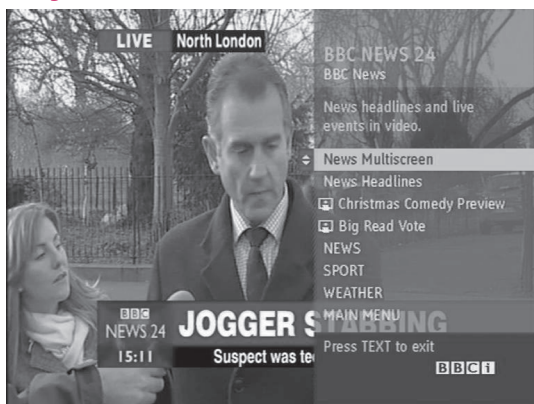 LIVE North London
BBC NEWS 24
BBC News
News headlines and live
events in video.
News Multiscreen
News Headlines
Christmas Comedy Preview
Big Read Vote
NEWS
SPORT
WEATHER
MAIN MENU
Press TEXT to exit
BBCi
BBC
NEWS 24
15:11
JOGGER STABBING
Suspect was